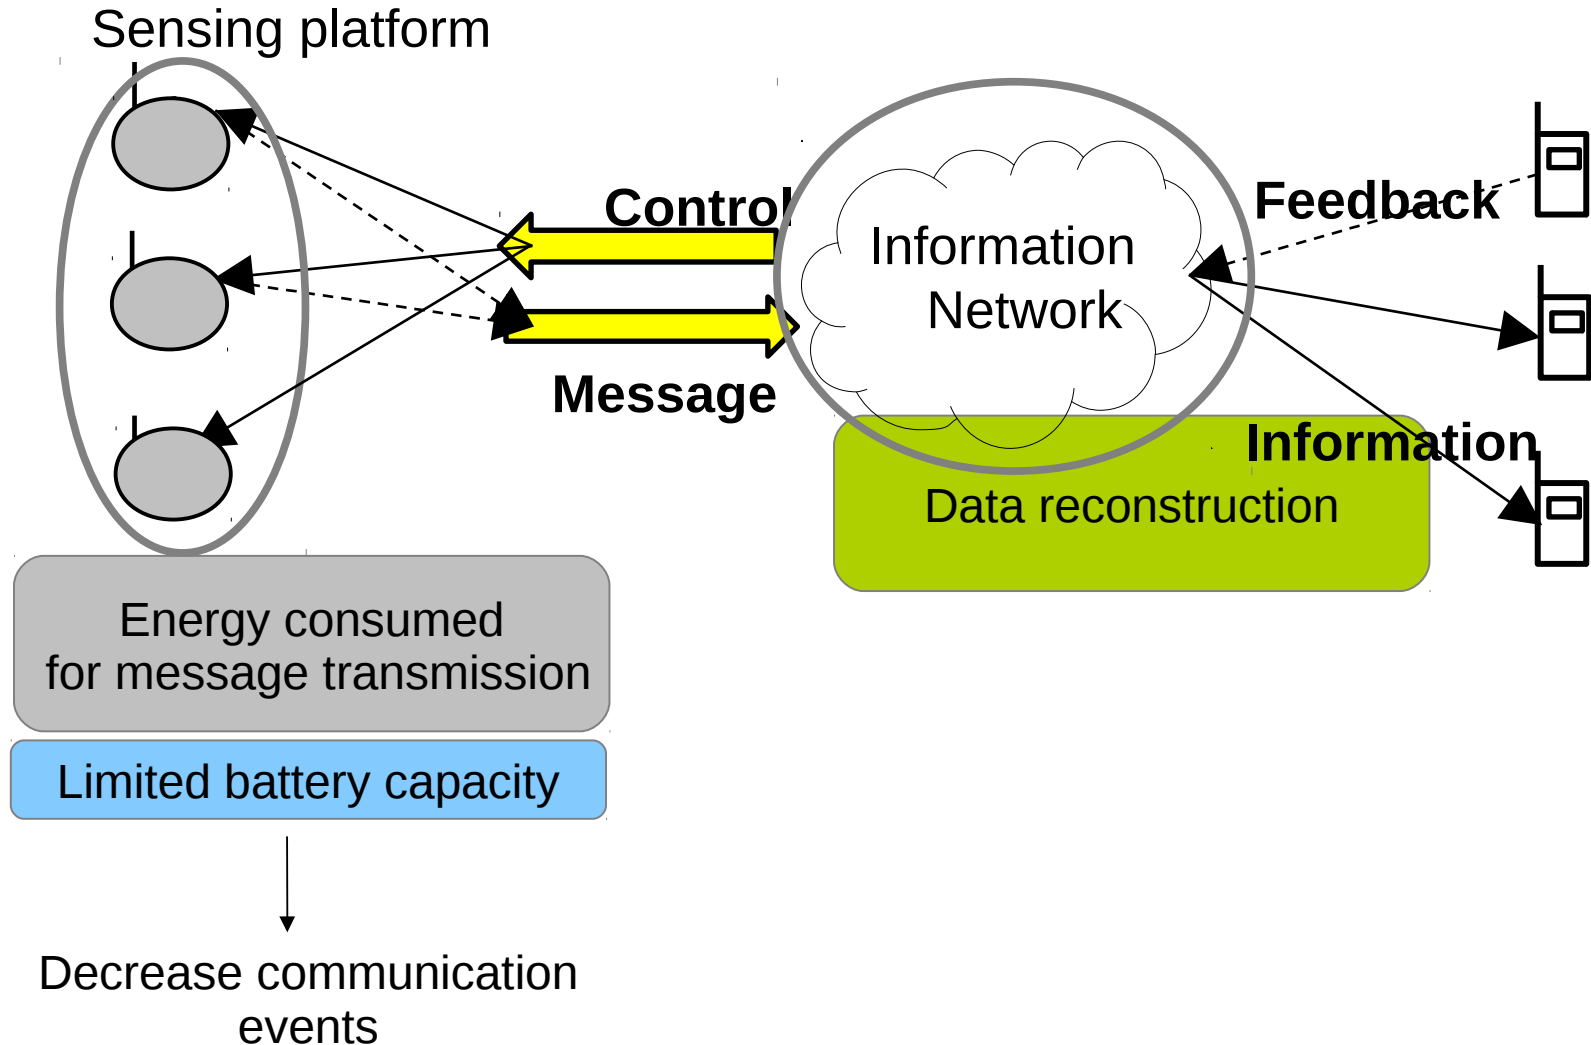 Sensing platform
Control
Message
Information
Network
Feedback
Information
Data reconstruction
Energy consumed
for message transmission
Limited battery capacity
Decrease communication
events